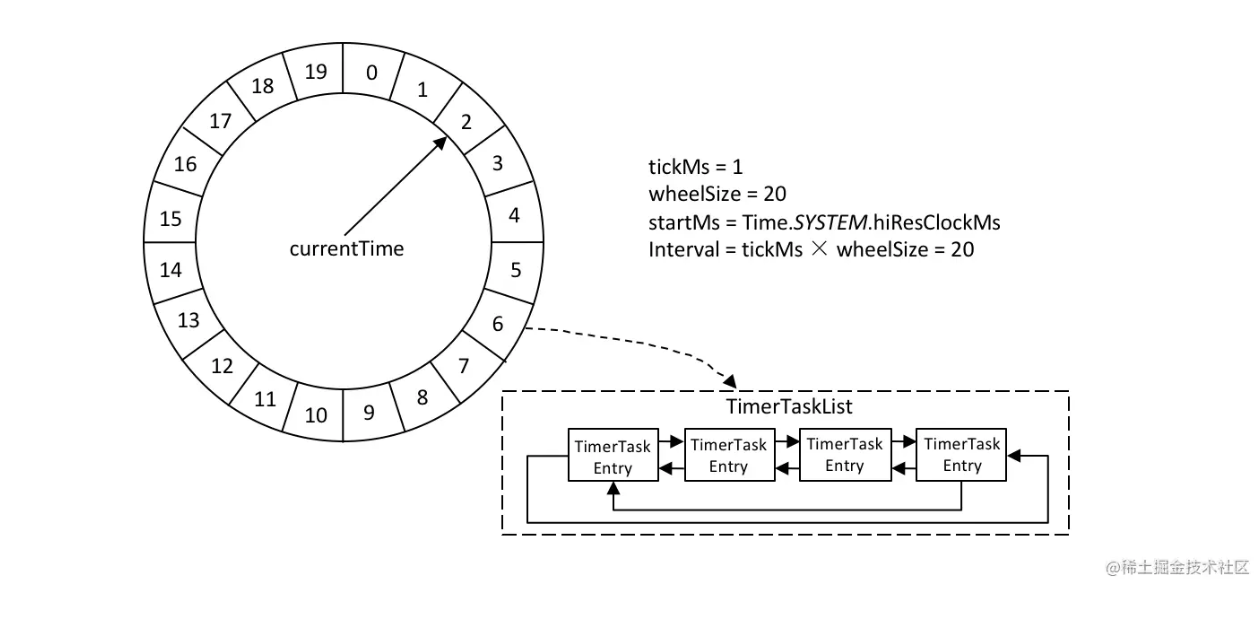 0
1
2
3
4
5
6
7
8
9
10
11
12
13
14
15
16
17
18
19
currentTime
tickMs = 1
wheelSize = 20
startMs = Time.SYSTEM.hiResClockMs
Interval = tickMs × wheelSize = 20
TimerTaskList
TimerTask
Entry
TimerTask
Entry
TimerTask
Entry
TimerTask
Entry
@稀土掘金技术社区